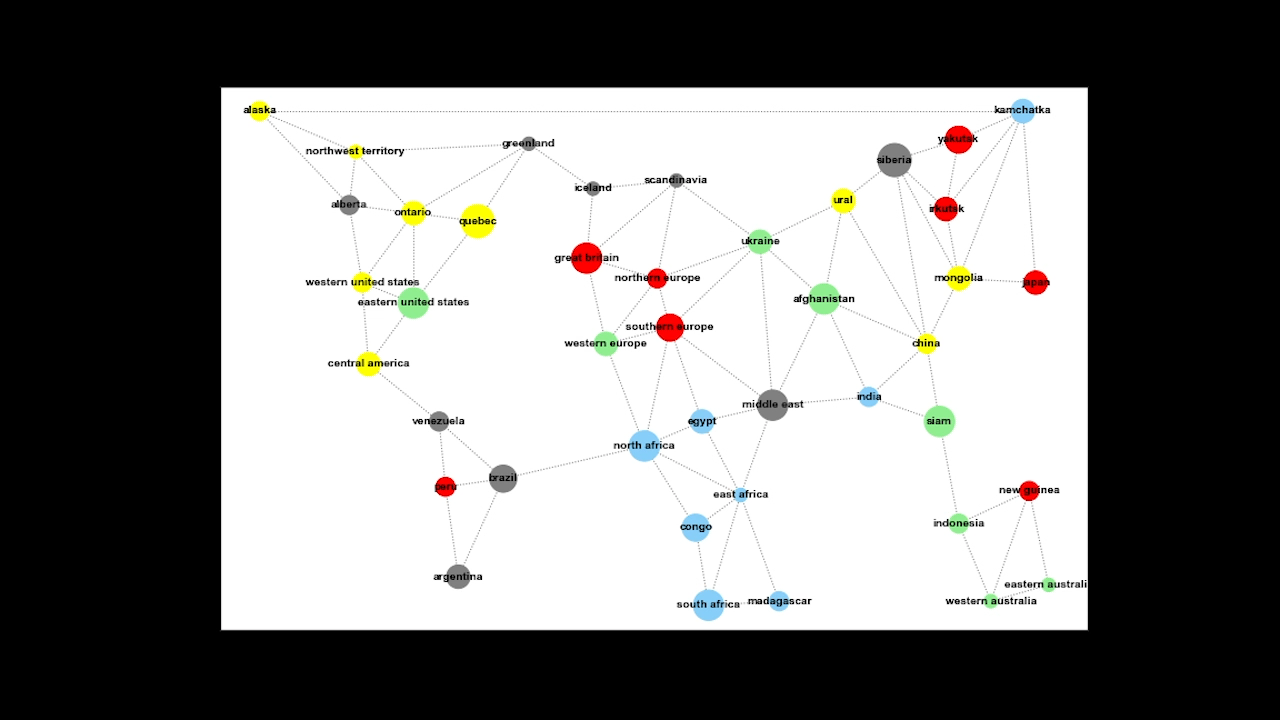 alaska
kamchatka
yakutsk
greenland
northwest territory
siberia
scandinavia
iceland
ural
alberta
irkutsk
ontario
quebec
ukraine
great britain
northern europe
mongolia
western united states
japan
afghanistan
eastern united states
southern europe
western europe
china
central america
india
middle east
venezuela
egypt
siam
north africa
brazil
peru
new guinea
east africa
indonesia
congo
argentina
eastern australi
south africa
madagascar
western australia